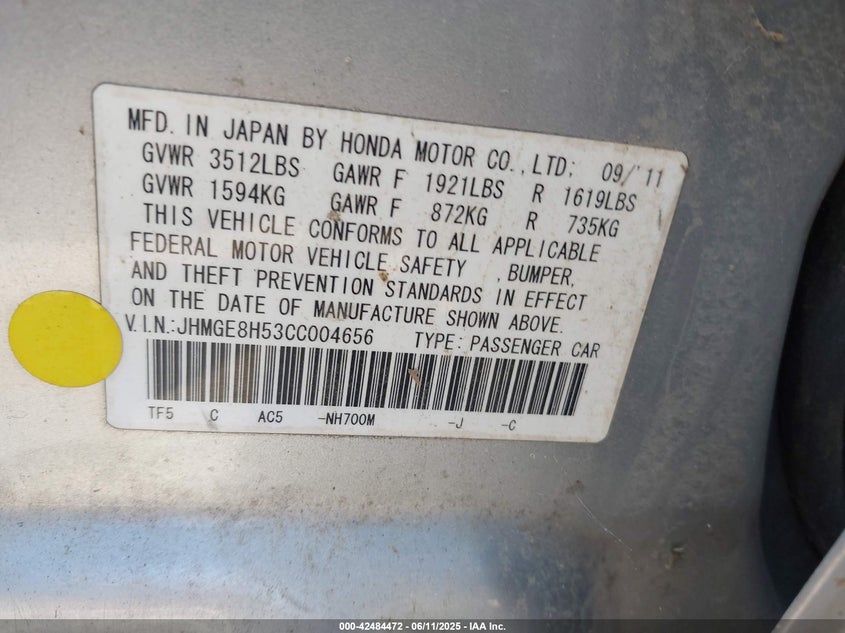 MFD. IN JAPAN BY HONDA MOTOR CO., LTD; 09/'11
GVWR 3512LBS GAWR F 1921LBS R 1619LBS
GVWR 1594KG GAWR F 872KG R 735KG
THIS VEHICLE CONFORMS TO ALL APPLICABLE
FEDERAL MOTOR VEHICLE SAFETY ,BUMPER,
AND THEFT PREVENTION STANDARDS IN EFFECT
ON THE DATE OF MANUFACTURE SHOWN ABOVE.
V.I.N.:JHMGE8H53CC004656 TYPE: PASSENGER CAR
TF5 C AC5 -NH700M -J -C
000-42484472 - 06/11/2025 - IAA Inc.